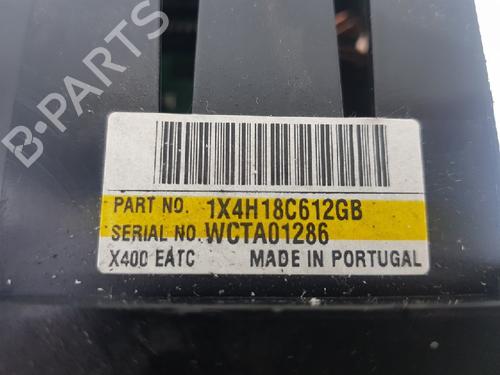 B-PARTS
PART NO. 1X4H18C612GB
SERIAL NO. WCTA01286
X400 EATC MADE IN PORTUGAL